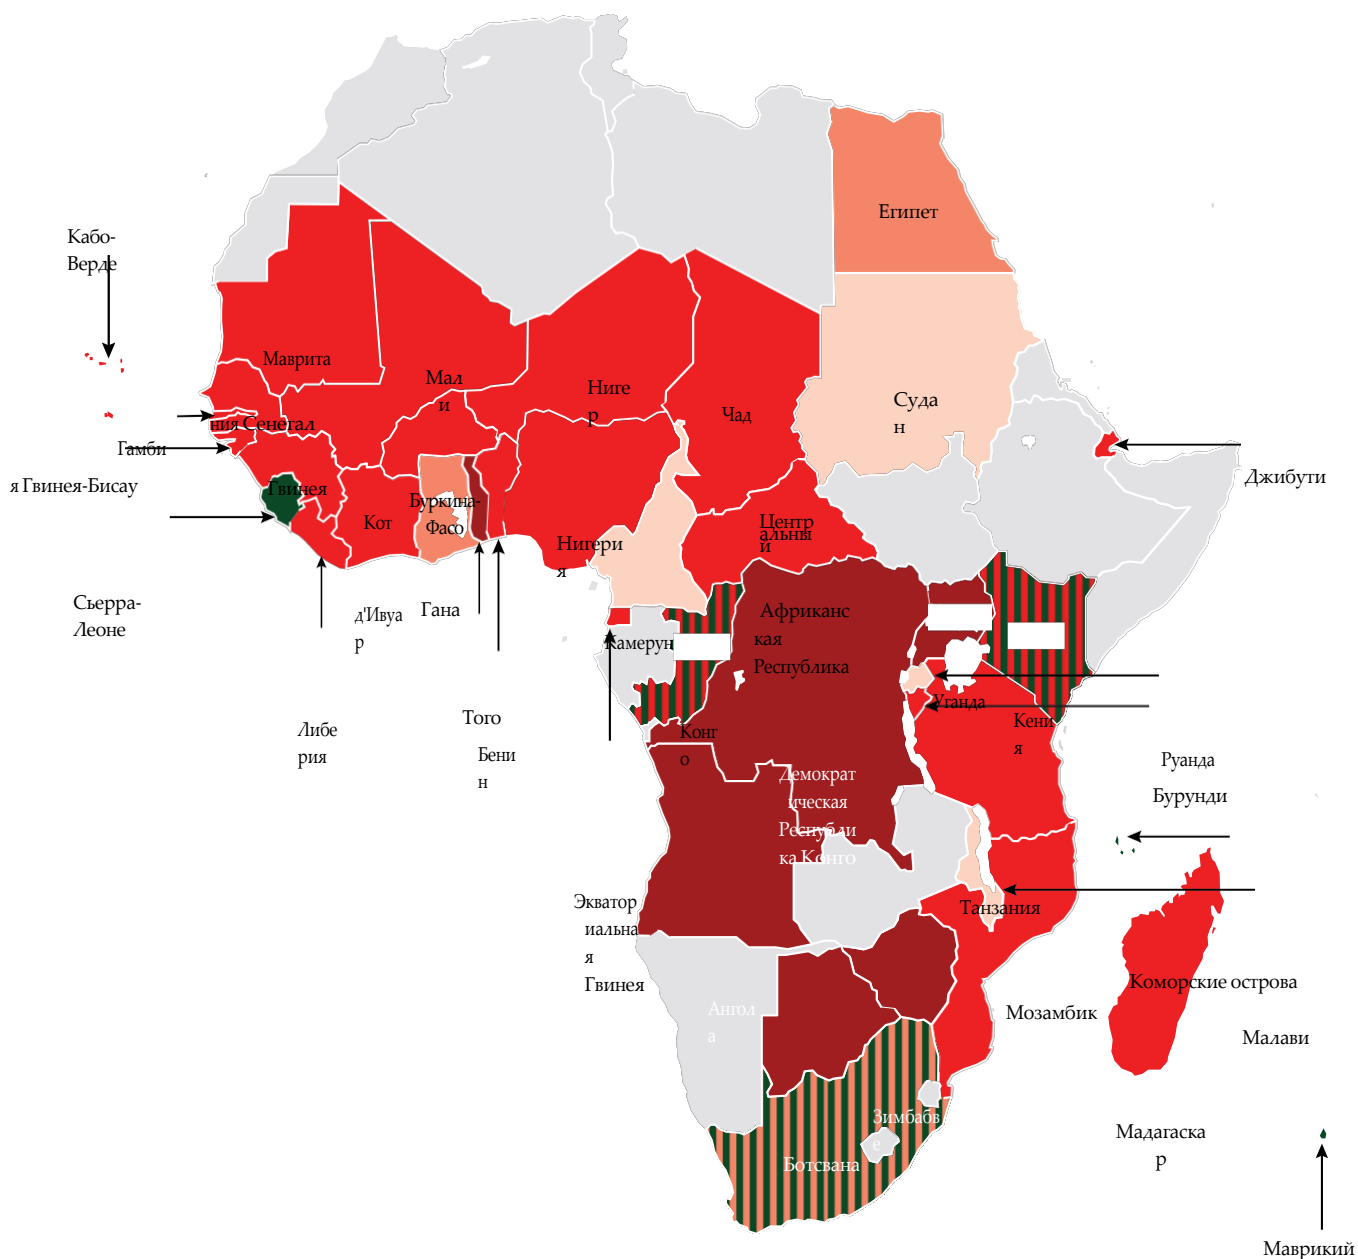 Египет
Кабо-
Верде
Маврита
Мал
и
Ниге
р
Чад
Суда
н
ния Сенегал
Гамби
я Гвинея-Бисау
Гвинея
Буркина-
Фасо
Кот
Нигери
я
Центр
альный
й
Джибути
Сьерра-
Леоне
д'Ивуа
р
Гана
Камерун
Африканс
кая
Республика
Уганда
Кени
я
Либе
рия
Того
Бени
н
Конг
о
Демократ
ическая
Республи
ка Конго
Руанда
Бурунди
Экватор
иальна
я
Гвинея
Танзания
Ангол
а
Мозамбик
Коморские острова
Малави
Зимбабв
е
Ботсвана
Мадагаска
р
Маврикий